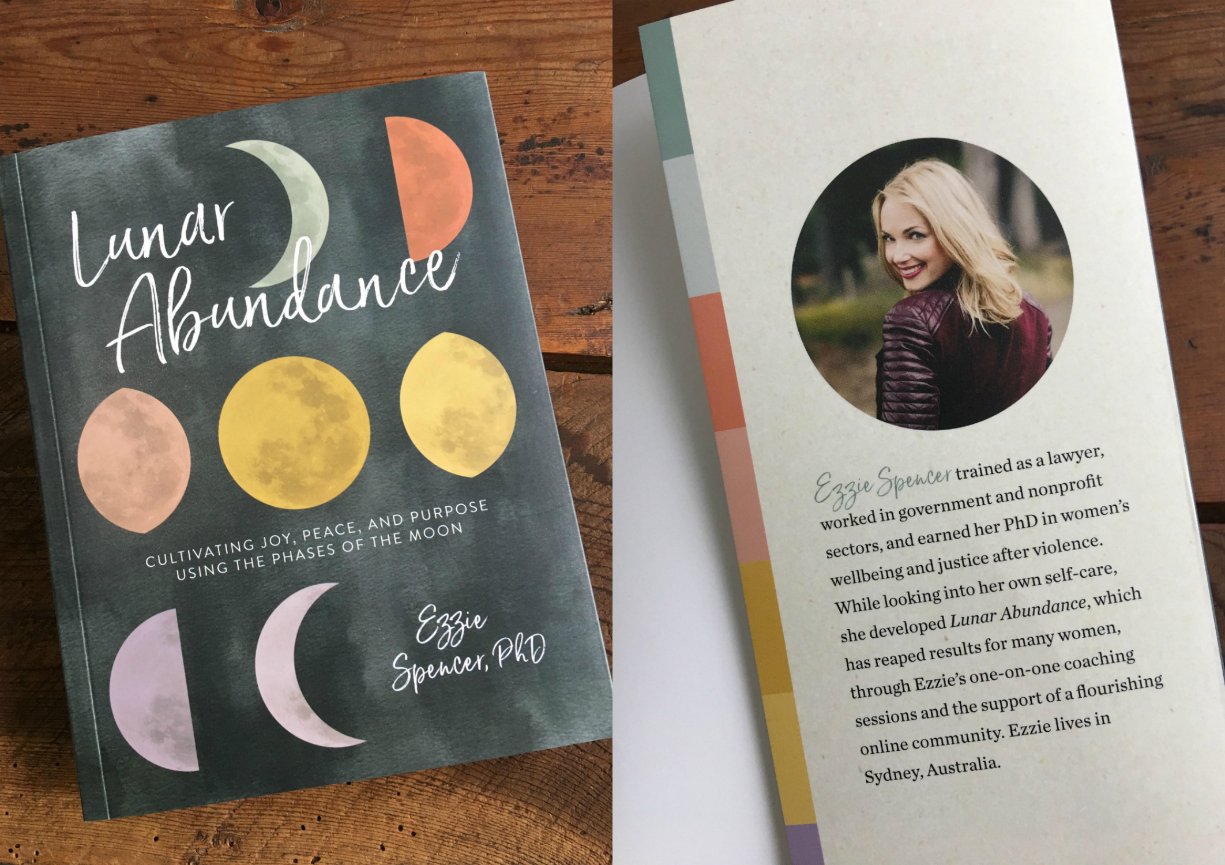 Lunar
Abundance
CULTIVATING JOY, PEACE, AND PURPOSE
USING THE PHASES OF THE MOON
Ezzie
Spencer, PhD
Ezzie Spencer trained as a lawyer,
worked in government and nonprofit
sectors, and earned her PhD in women's
wellbeing and justice after violence.
While looking into her own self-care,
she developed Lunar Abundance, which
has reaped results for many women,
through Ezzie's one-on-one coaching
sessions and the support of a flourishing
online community. Ezzie lives in
Sydney, Australia.